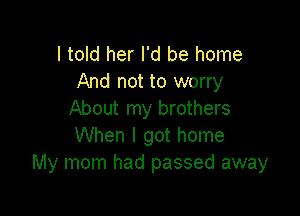 I told her I'd be home
And not to worry
About my brothers
When I got home
My mom had passed away